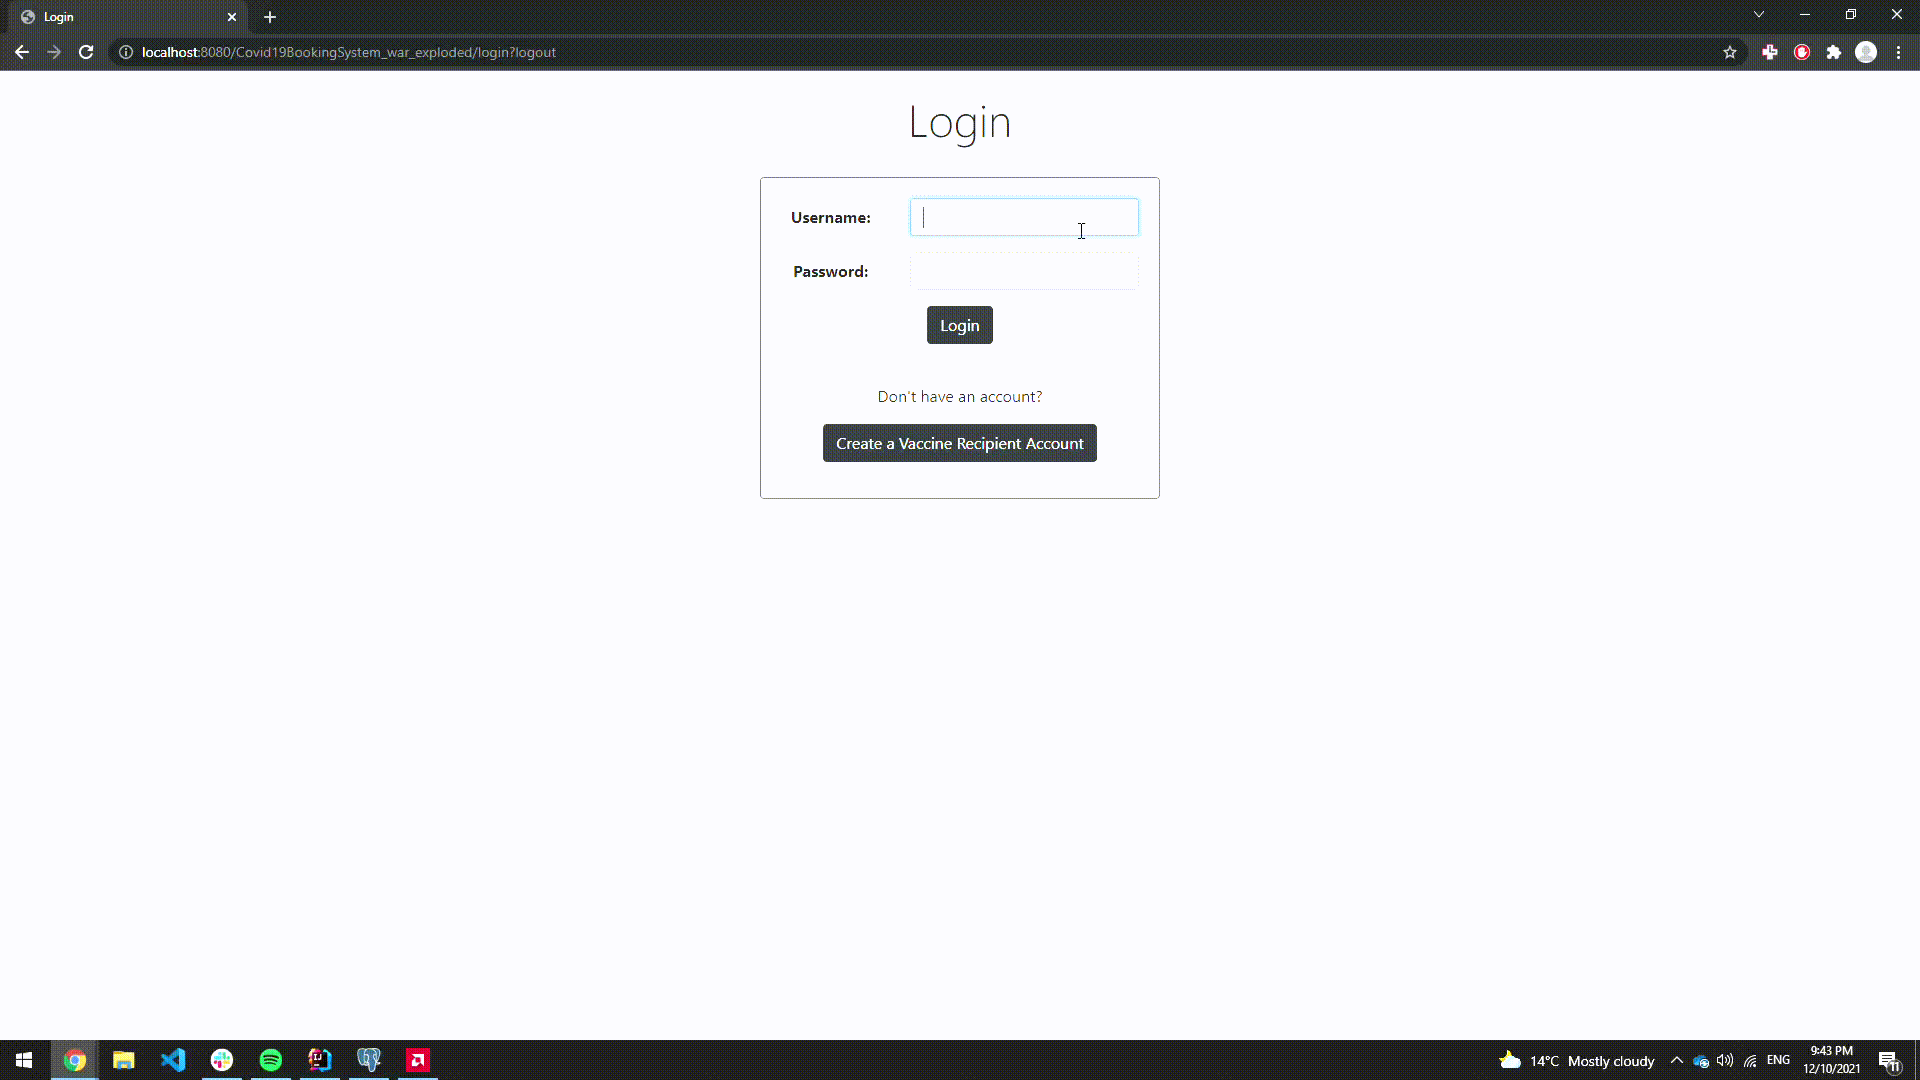 Login
localhost:8080/Covid19BookingSystem_war_exploded/login?logout
Login
Username:
Password:
Login
Don't have an account?
Create a Vaccine Recipient Account
14°C Mostly cloudy
ENG
9:43 PM
12/10/2021
11